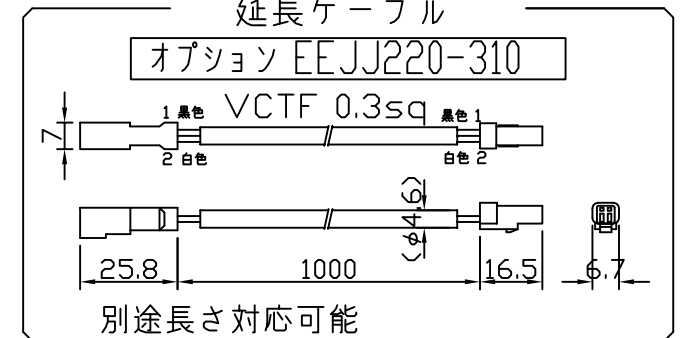 延長ケーブル
オプション EEJJ220-310
VCTF 0.3sq
1 黒色
黒色 1
7
2 白色
白色 2
(φ4.6)
25.8
1000
16.5
6.7
別途長さ対応可能